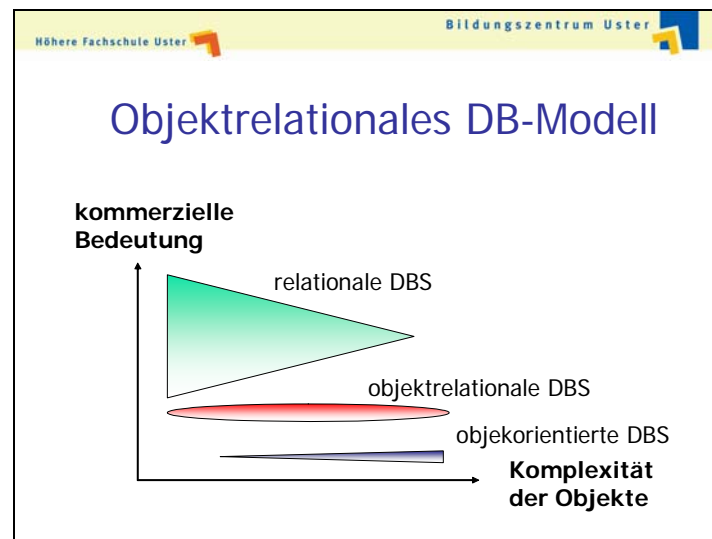 Höhere Fachschule Uster
Bildungszentrum Uster
Objektrelationales DB-Modell
kommerzielle
Bedeutung
relationale DBS
objektrelationale DBS
objekorientierte DBS
Komplexität
der Objekte